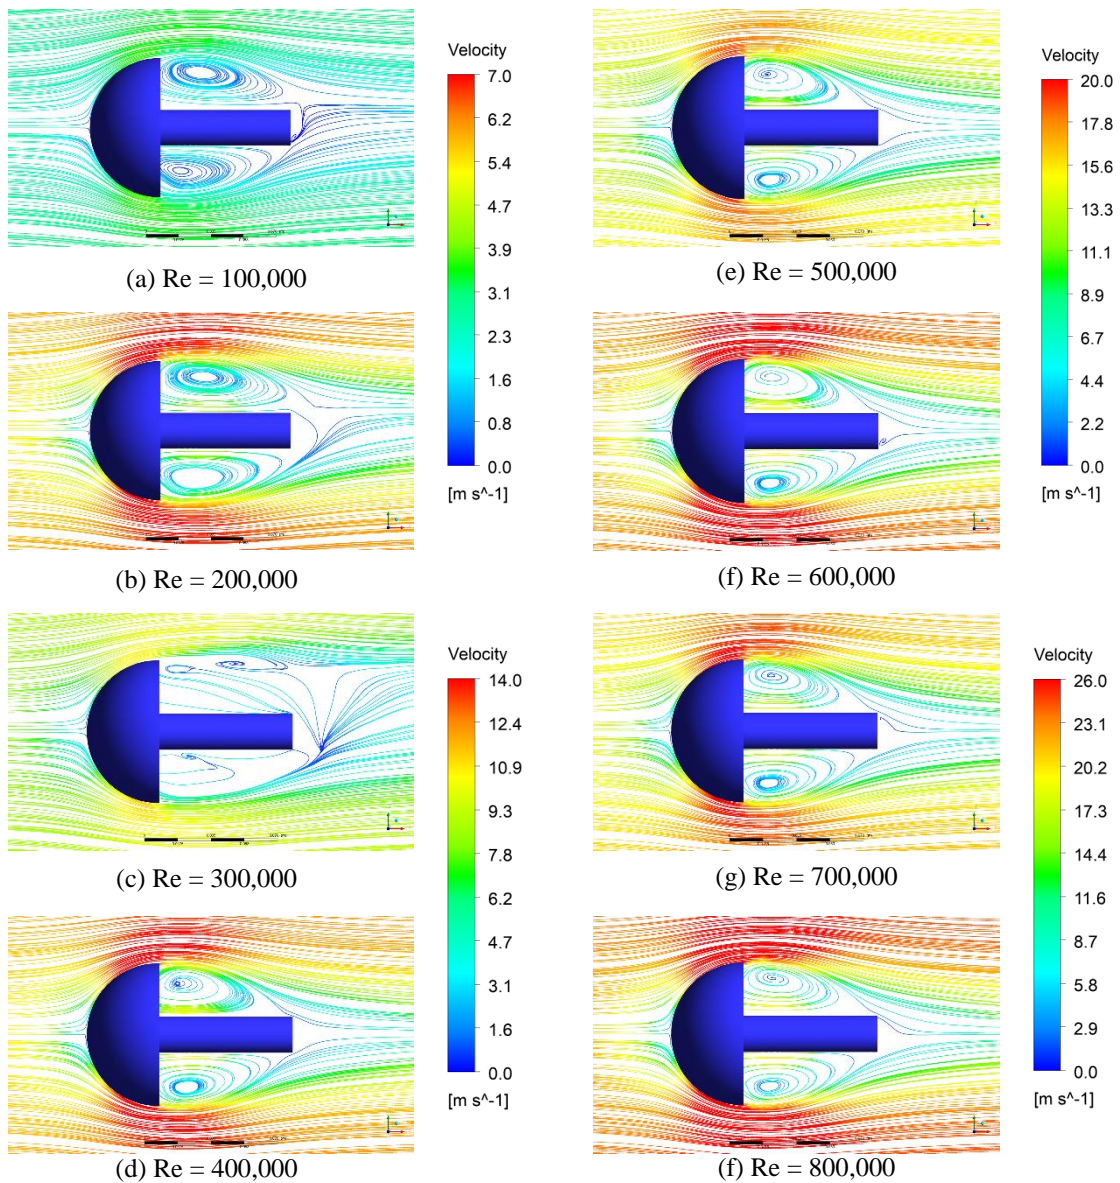 Velocity
7.0
6.2
5.4
4.7
3.9
3.1
2.3
1.6
0.8
0.0
[m s^-1]
(a) Re = 100,000
(b) Re = 200,000
Velocity
14.0
12.4
10.9
9.3
7.8
6.2
4.7
3.1
1.6
0.0
[m s^-1]
(c) Re = 300,000
(d) Re = 400,000
Velocity
20.0
17.8
15.6
13.3
11.1
8.9
6.7
4.4
2.2
0.0
[m s^-1]
(e) Re = 500,000
(f) Re = 600,000
Velocity
26.0
23.1
20.2
17.3
14.4
11.6
8.7
5.8
2.9
0.0
[m s^-1]
(g) Re = 700,000
(f) Re = 800,000